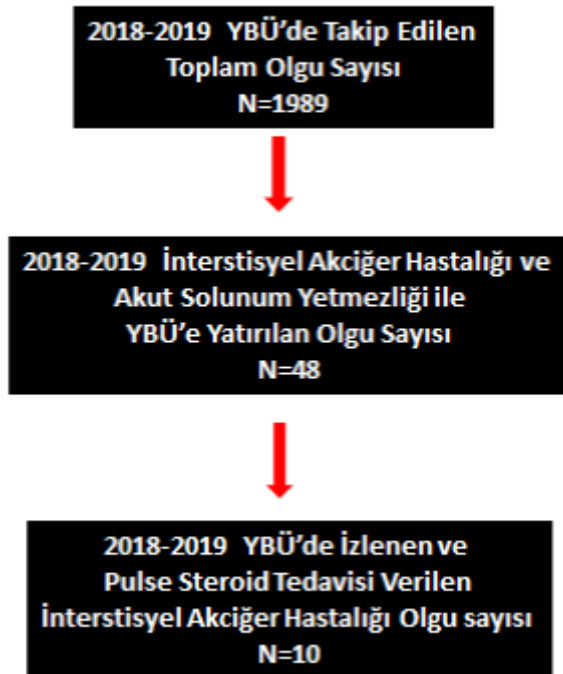 2018-2019 YBÜ'de Takip Edilen
Toplam Olgu Sayısı
N=1989
2018-2019 İnterstisyel Akciğer Hastalığı ve
Akut Solunum Yetmezliği ile
YBÜ'e Yatırılan Olgu Sayısı
N=48
2018-2019 YBÜ'de İzlenen ve
Pulse Steroid Tedavisi Verilen
İnterstisyel Akciğer Hastalığı Olgu sayısı
N=10